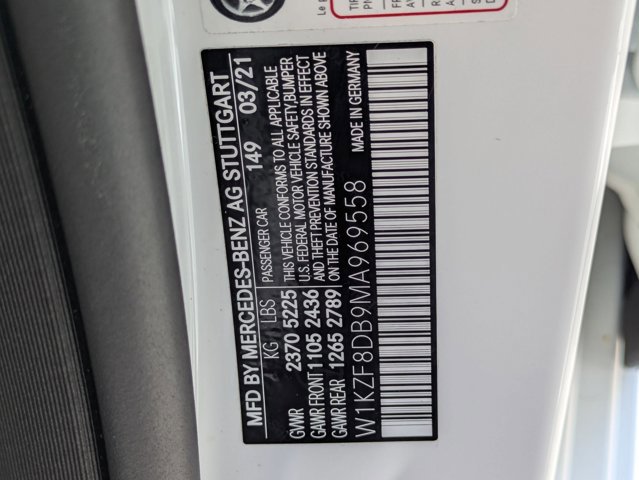 MFD BY MERCEDES-BENZ AG STUTTGART
KG LBS PASSENGER CAR 149 03/21
GVWR 2370 5225 THIS VEHICLE CONFORMS TO ALL APPLICABLE
U.S. FEDERAL MOTOR VEHICLE SAFETY,BUMPER
GAWR FRONT 1105 2436 AND THEFT PREVENTION STANDARDS IN EFFECT
GAWR REAR 1265 2789 ON THE DATE OF MANUFACTURE SHOWN ABOVE
W1KZF8DB9MA969558 MADE IN GERMANY
Le